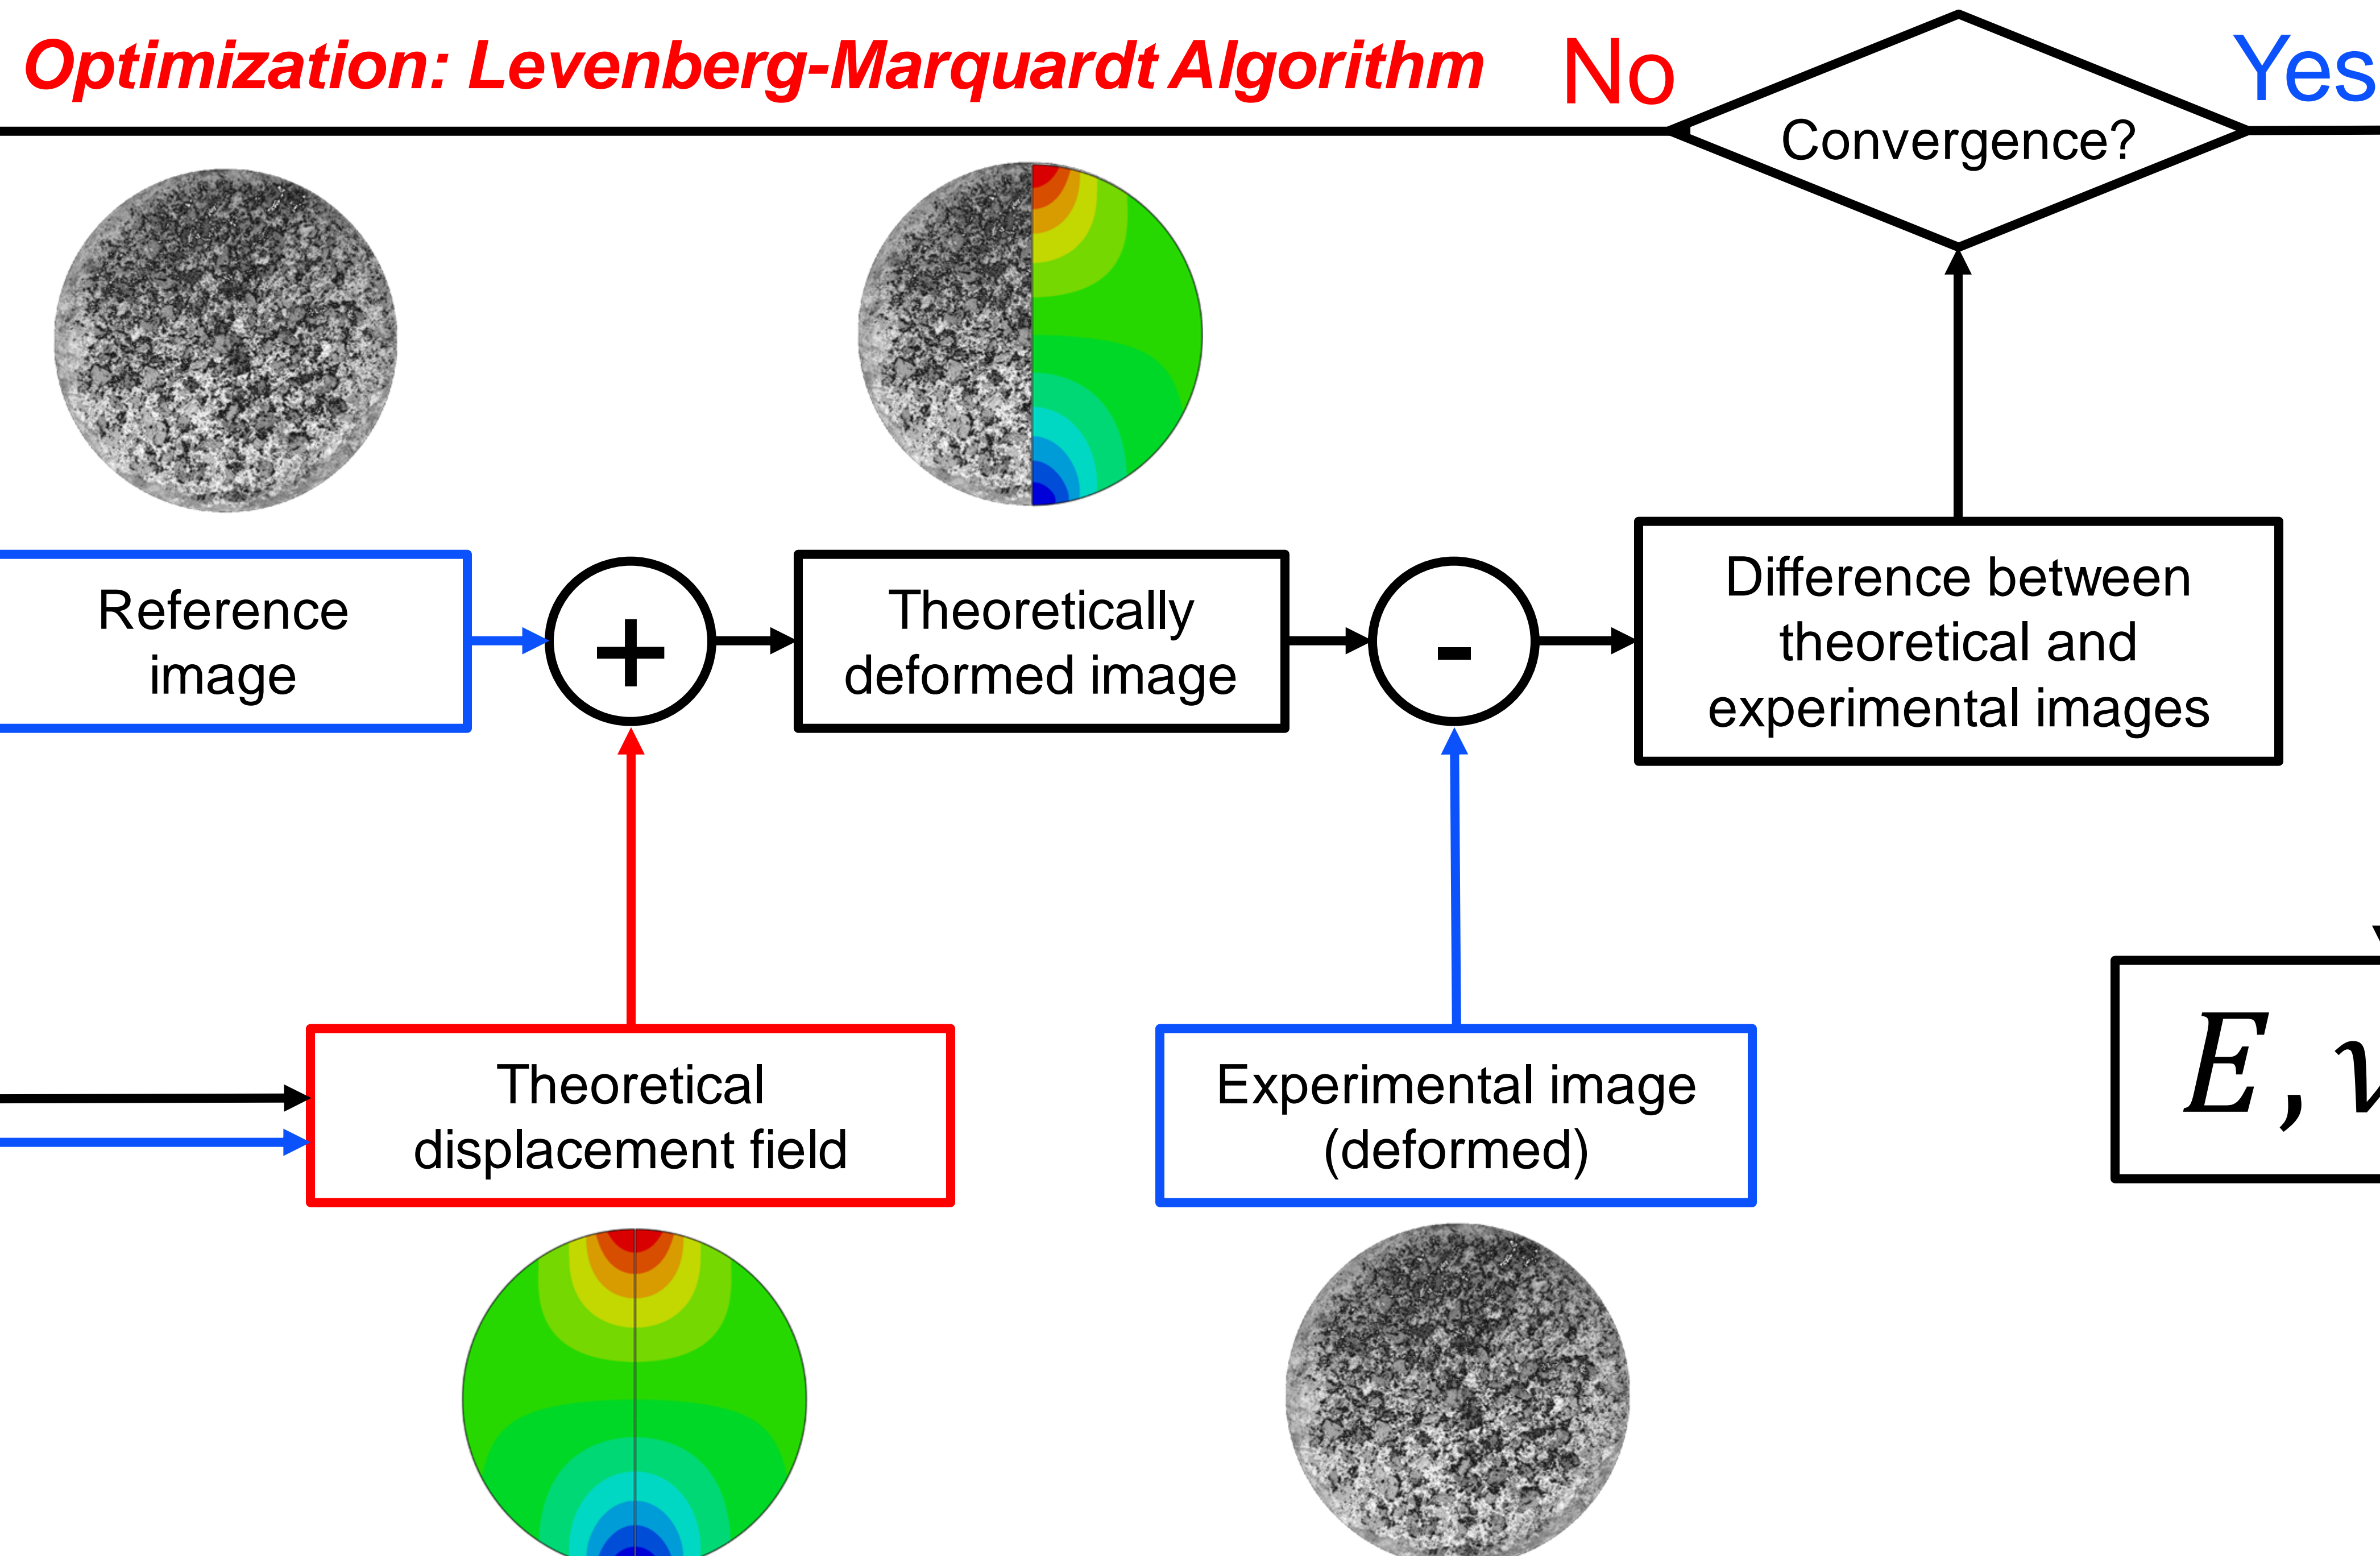 Optimization: Levenberg-Marquardt Algorithm
No
Convergence?
Yes
Reference
image
+
Theoretically
deformed image
-
Difference between
theoretical and
experimental images
Theoretical
displacement field
Experimental image
(deformed)
E, ν